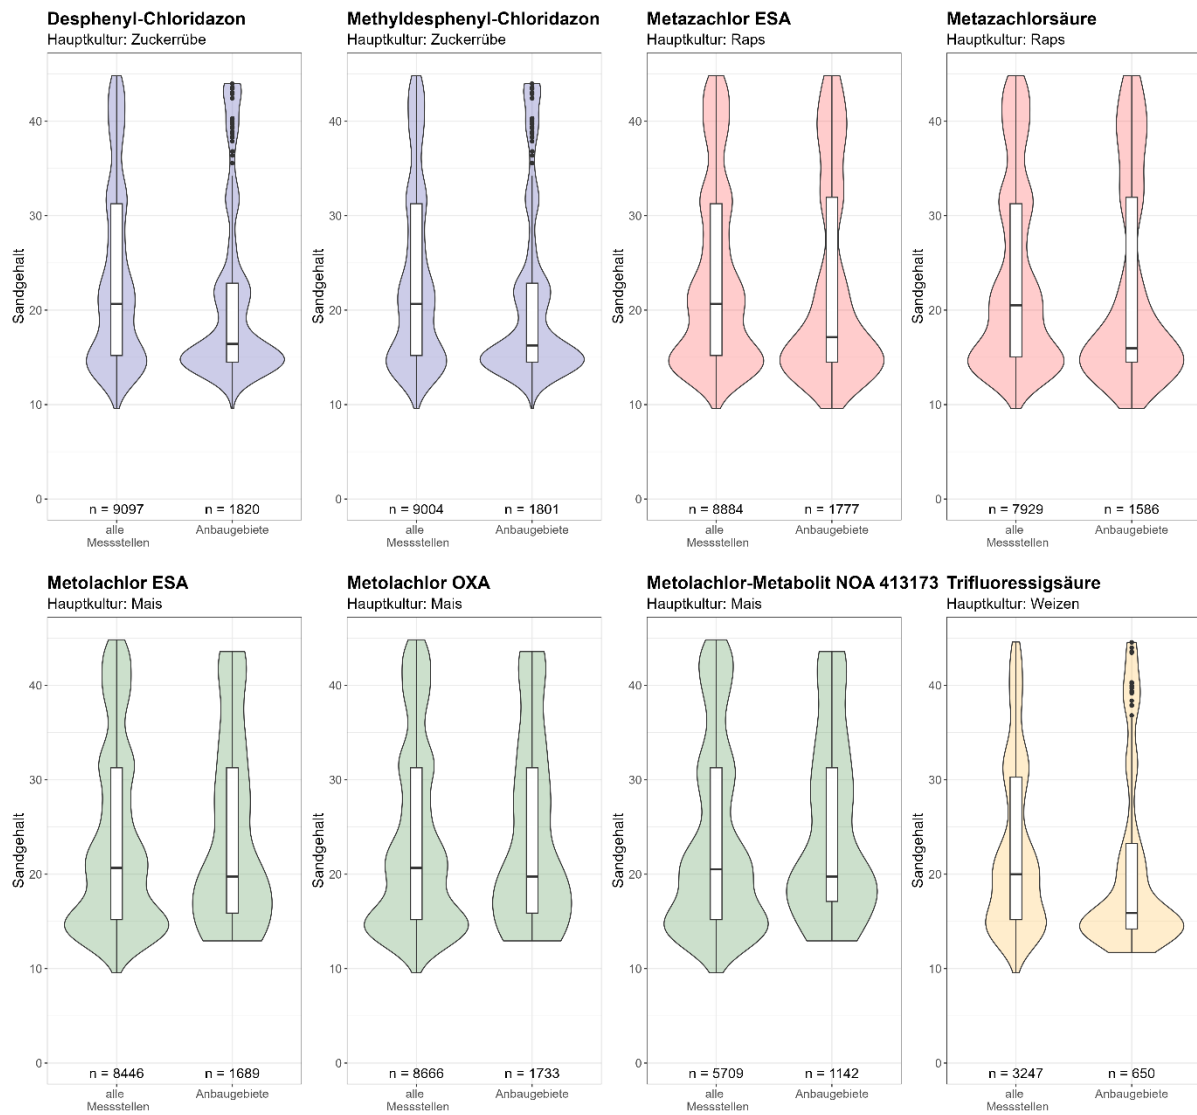 Desphenyl-Chloridazon
Hauptkultur: Zuckerrübe
Sandgehalt
40
30
20
10
0
n = 9097 n = 1820
alle Anbaugebiete
Messstellen
Methyldesphenyl-Chloridazon
Hauptkultur: Zuckerrübe
Sandgehalt
40
30
20
10
0
n = 9004 n = 1801
alle Anbaugebiete
Messstellen
Metazachlor ESA
Hauptkultur: Raps
Sandgehalt
40
30
20
10
0
n = 8884 n = 1777
alle Anbaugebiete
Messstellen
Metazachlorsäure
Hauptkultur: Raps
Sandgehalt
40
30
20
10
0
n = 7929 n = 1586
alle Anbaugebiete
Messstellen
Metolachlor ESA
Hauptkultur: Mais
Sandgehalt
40
30
20
10
0
n = 8446 n = 1689
alle Anbaugebiete
Messstellen
Metolachlor OXA
Hauptkultur: Mais
Sandgehalt
40
30
20
10
0
n = 8666 n = 1733
alle Anbaugebiete
Messstellen
Metolachlor-Metabolit NOA 413173
Hauptkultur: Mais
Sandgehalt
40
30
20
10
0
n = 5709 n = 1142
alle Anbaugebiete
Messstellen
Trifluoressigsäure
Hauptkultur: Weizen
Sandgehalt
40
30
20
10
0
n = 3247 n = 650
alle Anbaugebiete
Messstellen